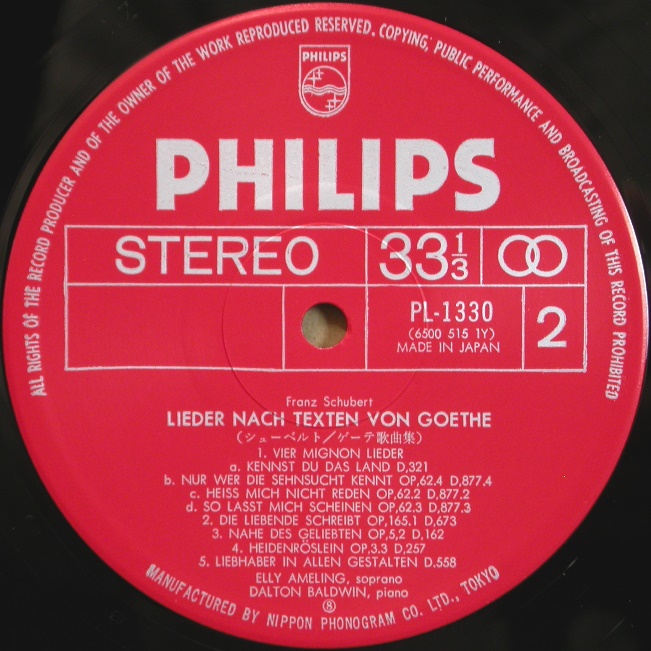 ALL RIGHTS OF THE RECORD PRODUCER AND OF THE OWNER OF THE WORK REPRODUCED RESERVED. COPYING, PUBLIC PERFORMANCE AND BROADCASTING OF THIS RECORD PROHIBITED
PHILIPS
PHILIPS
STEREO 33 1/3
PL-1330
(6500 515 1Y)
MADE IN JAPAN
2
Franz Schubert
LIEDER NACH TEXTEN VON GOETHE
(シューベルト/ゲーテ歌曲集)
1. VIER MIGNON LIEDER
a. KENNST DU DAS LAND D,321
b. NUR WER DIE SEHNSUCHT KENNT OP,62.4 D,877.4
c. HEISS MICH NICHT REDEN OP,62.2 D,877.2
d. SO LASST MICH SCHEINEN OP,62.3 D,877.3
2. DIE LIEBENDE SCHREIBT OP,165.1 D,673
3. NAHE DES GELIEBTEN OP,5,2 D,162
4. HEIDENRÖSLEIN OP,3.3 D,257
5. LIEBHABER IN ALLEN GESTALTEN D.558
ELLY AMELING, soprano
DALTON BALDWIN, piano
Ⓢ
MANUFACTURED BY NIPPON PHONOGRAM CO. LTD., TOKYO